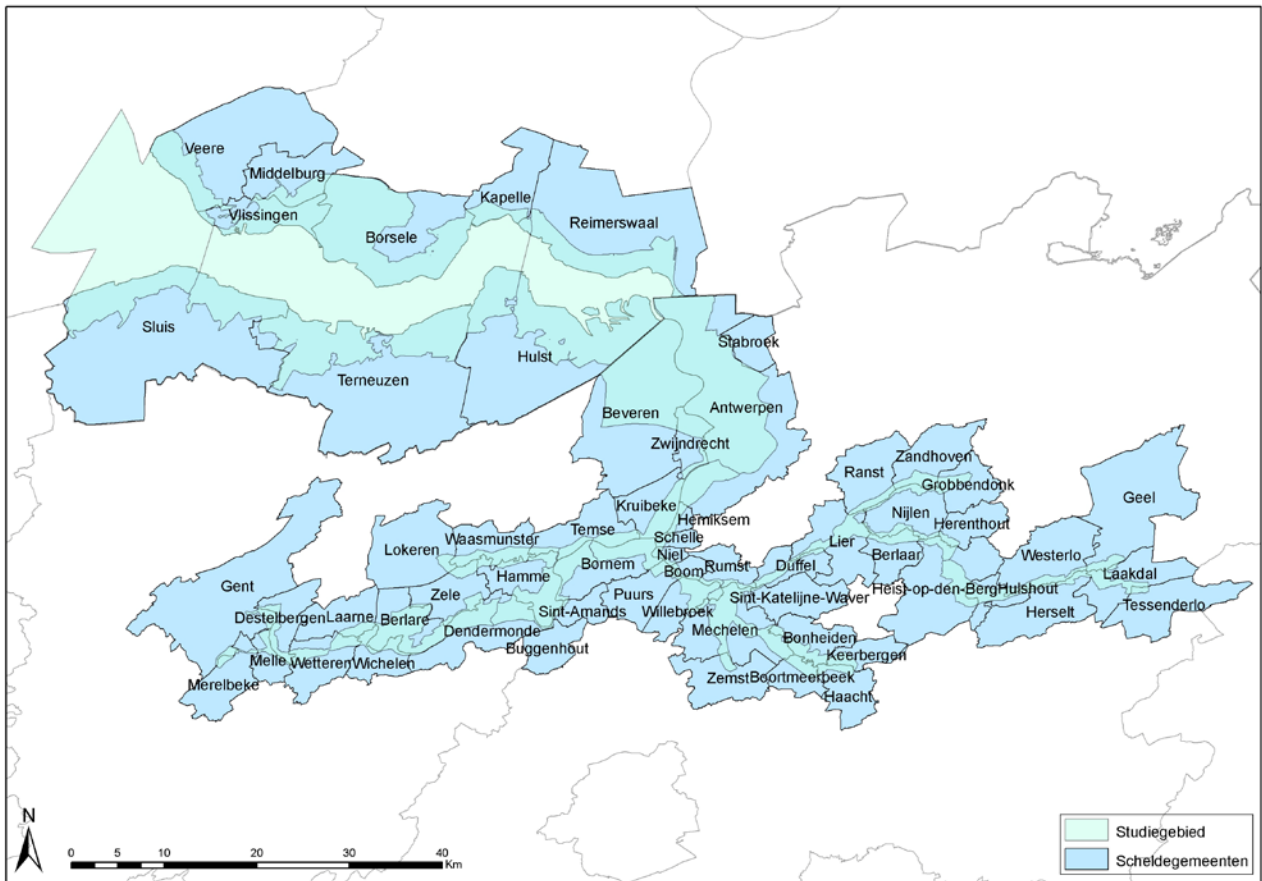 Veere
Middelburg
Kapelle
Vlissingen
Reimerswaal
Borsele
Sluis
Stabroek
Hulst
Terneuzen
Antwerpen
Beveren
Zwijndrecht
Zandhoven
Ranst
Grobbendonk
Geel
Kruibeke
Nijlen
Hemiksem
Herenthout
Temse
Waasmunster
Schelle
Lier
Lokeren
Niel
Berlaar
Westerlo
Bornem
Boom
Rumst
Duffel
Laakdal
Hamme
Gent
Zele
Puurs
Sint-Katelijne-Waver
Heist-op-den-Berg
Hulshout
Tessenderlo
Sint-Amands
Willebroek
Herselt
Destelbergen
Laarne
Berlare
Dendermonde
Mechelen
Bonheiden
Buggenhout
Keerbergen
Melle
Wetteren
Wichelen
Zemst
Boortmeerbeek
Merelbeke
Haacht
N
0 5 10 20 30 40
Km
Studiegebied
Scheldegemeenten